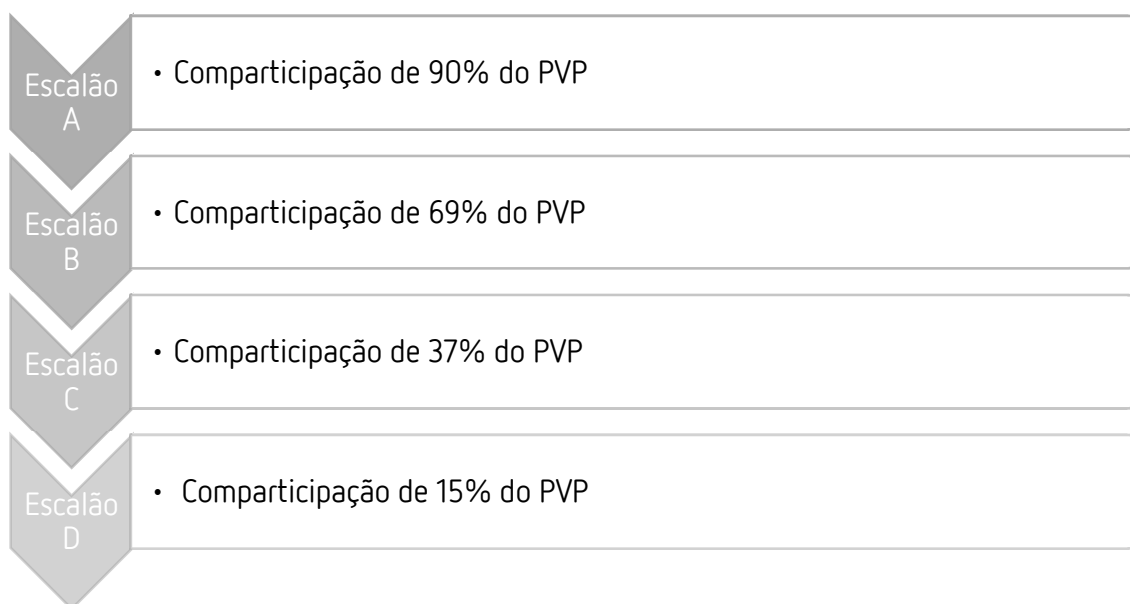 Escalão
A
• Comparticipação de 90% do PVP
Escalão
B
• Comparticipação de 69% do PVP
Escalão
C
• Comparticipação de 37% do PVP
Escalão
D
• Comparticipação de 15% do PVP